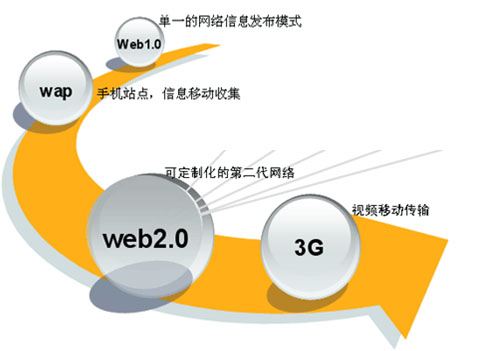 单一的网络信息发布模式
Web1.0
wap
手机站点，信息移动收集
可定制化的第二代网络
web2.0
视频移动传输
3G